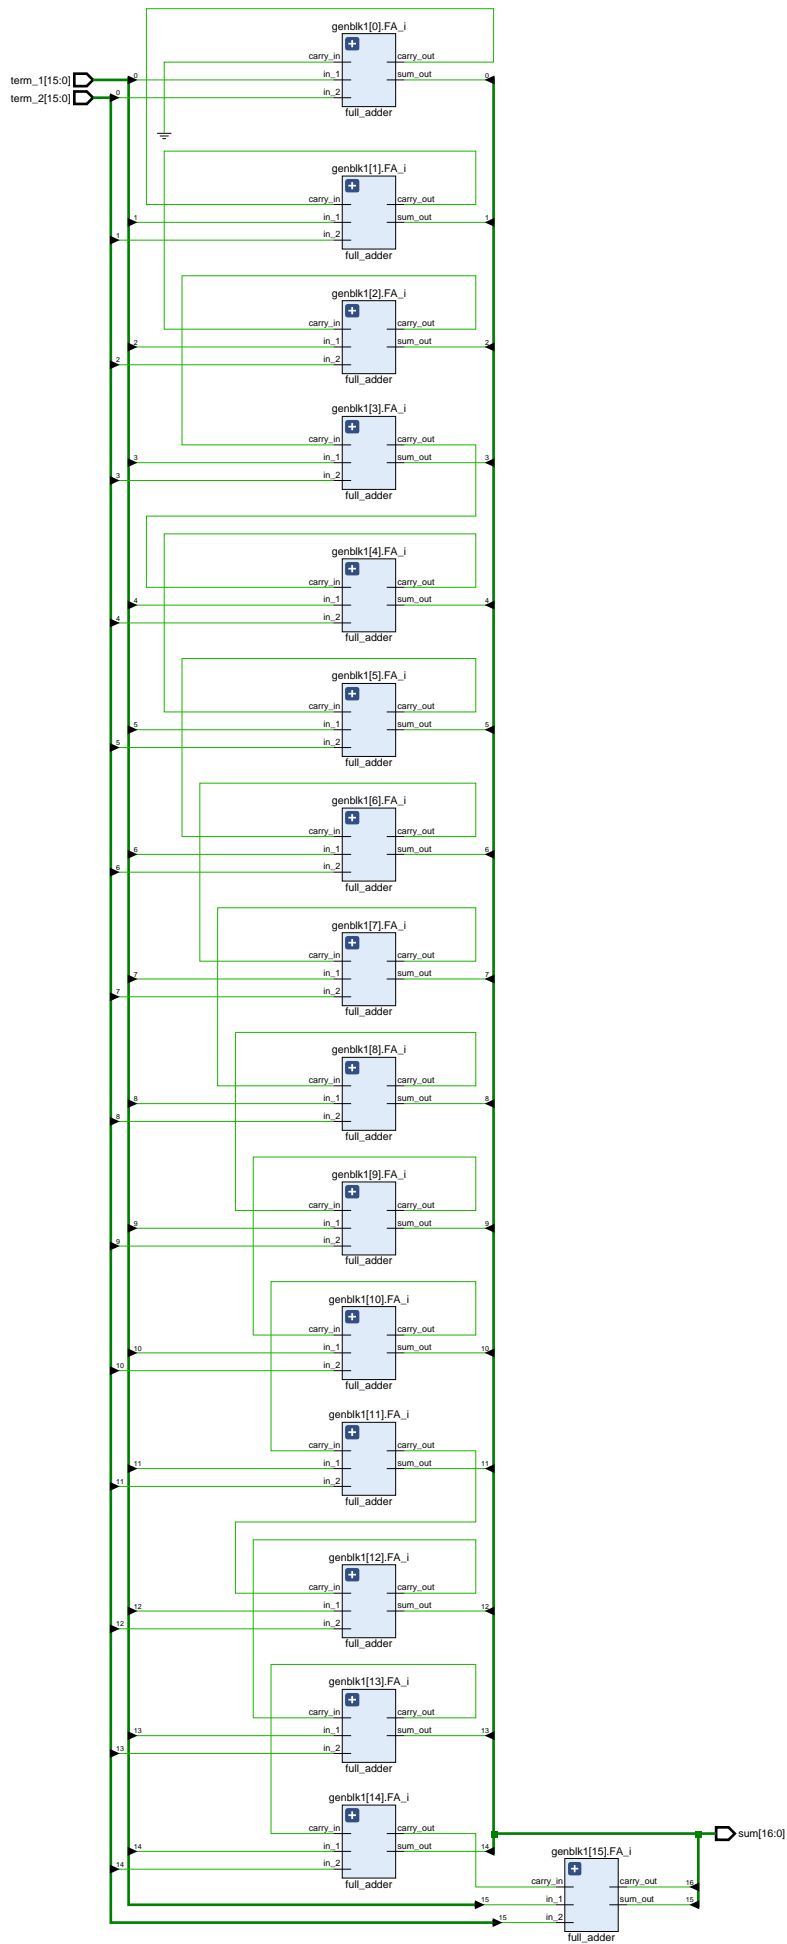 genblk1[0].FA_i
carry_in carry_out
term_1[15:0] 0 in_1 sum_out 0
term_2[15:0] 0 in_2
full_adder
genblk1[1].FA_i
carry_in carry_out
1 in_1 sum_out 1
1 in_2
full_adder
genblk1[2].FA_i
carry_in carry_out
2 in_1 sum_out 2
2 in_2
full_adder
genblk1[3].FA_i
carry_in carry_out
3 in_1 sum_out 3
3 in_2
full_adder
genblk1[4].FA_i
carry_in carry_out
4 in_1 sum_out 4
4 in_2
full_adder
genblk1[5].FA_i
carry_in carry_out
5 in_1 sum_out 5
5 in_2
full_adder
genblk1[6].FA_i
carry_in carry_out
6 in_1 sum_out 6
6 in_2
full_adder
genblk1[7].FA_i
carry_in carry_out
7 in_1 sum_out 7
7 in_2
full_adder
genblk1[8].FA_i
carry_in carry_out
8 in_1 sum_out 8
8 in_2
full_adder
genblk1[9].FA_i
carry_in carry_out
9 in_1 sum_out 9
9 in_2
full_adder
genblk1[10].FA_i
carry_in carry_out
10 in_1 sum_out 10
10 in_2
full_adder
genblk1[11].FA_i
carry_in carry_out
11 in_1 sum_out 11
11 in_2
full_adder
genblk1[12].FA_i
carry_in carry_out
12 in_1 sum_out 12
12 in_2
full_adder
genblk1[13].FA_i
carry_in carry_out
13 in_1 sum_out 13
13 in_2
full_adder
genblk1[14].FA_i
carry_in carry_out sum[16:0]
14 in_1 sum_out 14
14 in_2
full_adder
genblk1[15].FA_i
carry_in carry_out 16
15 in_1 sum_out 15
15 in_2
full_adder